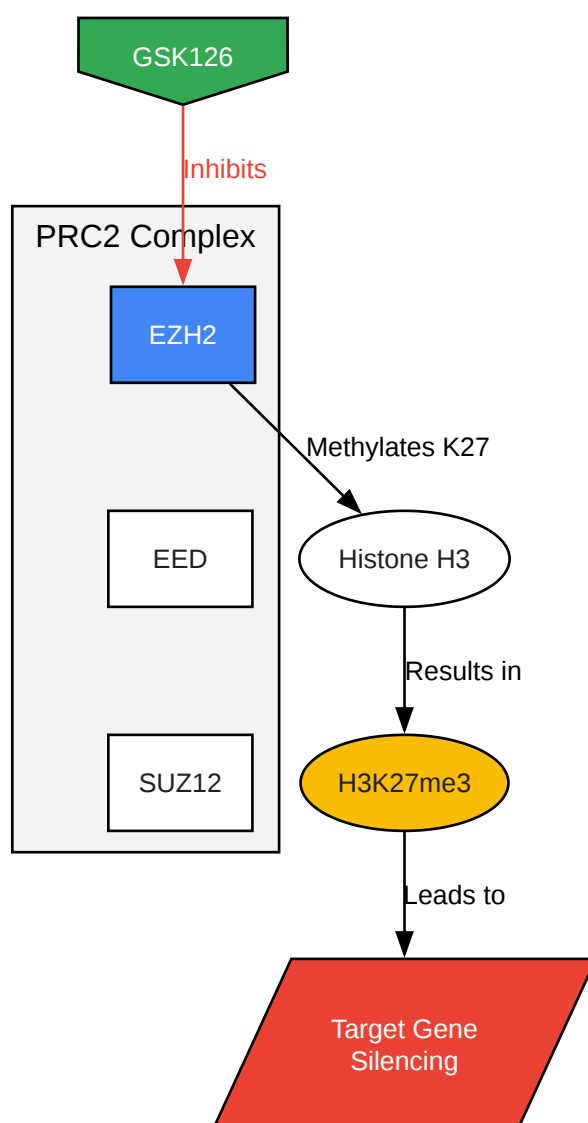 GSK126
Inhibits
PRC2 Complex
EZH2
Methylates K27
EED
Histone H3
Results in
SUZ12
H3K27me3
Leads to
Target Gene
Silencing